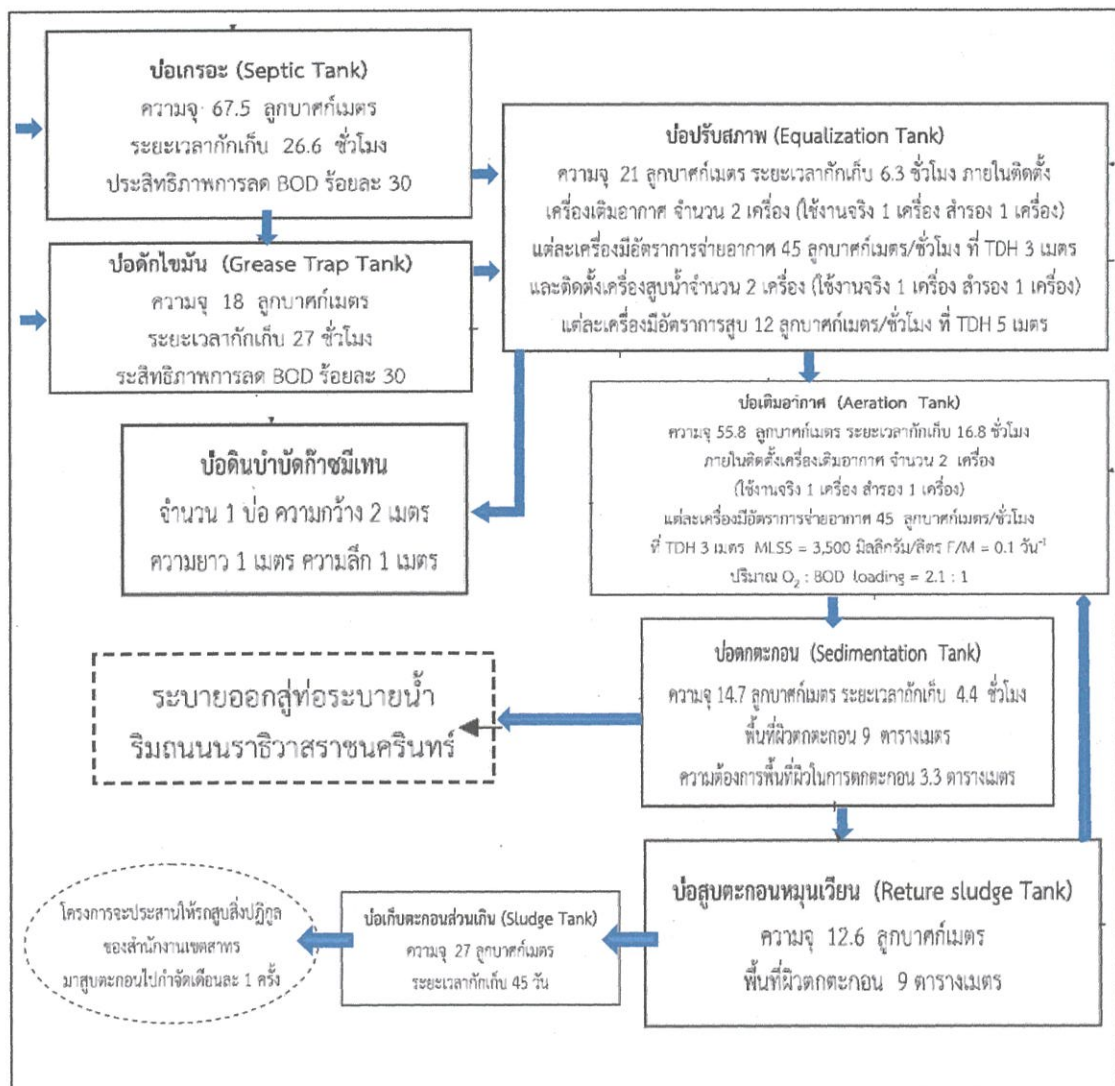 บ่อเกรอะ (Septic Tank)
ความจุ 67.5 ลูกบาศก์เมตร
ระยะเวลากักเก็บ 26.6 ชั่วโมง
ประสิทธิภาพการลด BOD ร้อยละ 30
บ่อดักไขมัน (Grease Trap Tank)
ความจุ 18 ลูกบาศก์เมตร
ระยะเวลากักเก็บ 27 ชั่วโมง
ระสิทธิภาพการลด BOD ร้อยละ 30
บ่อปรับสภาพ (Equalization Tank)
ความจุ 21 ลูกบาศก์เมตร ระยะเวลากักเก็บ 6.3 ชั่วโมง ภายในติดตั้ง
เครื่องเติมอากาศ จำนวน 2 เครื่อง (ใช้งานจริง 1 เครื่อง สำรอง 1 เครื่อง)
แต่ละเครื่องมีอัตราการจ่ายอากาศ 45 ลูกบาศก์เมตร/ชั่วโมง ที่ TDH 3 เมตร
และติดตั้งเครื่องสูบน้ำจำนวน 2 เครื่อง (ใช้งานจริง 1 เครื่อง สำรอง 1 เครื่อง)
แต่ละเครื่องมีอัตราการสูบ 12 ลูกบาศก์เมตร/ชั่วโมง ที่ TDH 5 เมตร
บ่อดินบำบัดก๊าซมีเทน
จำนวน 1 บ่อ ความกว้าง 2 เมตร
ความยาว 1 เมตร ความลึก 1 เมตร
บ่อเติมอากาศ (Aeration Tank)
ความจุ 55.8 ลูกบาศก์เมตร ระยะเวลากักเก็บ 16.8 ชั่วโมง
ภายในติดตั้งเครื่องเติมอากาศ จำนวน 2 เครื่อง
(ใช้งานจริง 1 เครื่อง สำรอง 1 เครื่อง)
แต่ละเครื่องมีอัตราการจ่ายอากาศ 45 ลูกบาศก์เมตร/ชั่วโมง
ที่ TDH 3 เมตร MLSS = 3,500 มิลลิกรัม/ลิตร F/M = 0.1 วัน⁻¹
ปริมาณ O₂ : BOD loading = 2.1 : 1
บ่อตกตะกอน (Sedimentation Tank)
ความจุ 14.7 ลูกบาศก์เมตร ระยะเวลากักเก็บ 4.4 ชั่วโมง
พื้นที่ผิวตกตะกอน 9 ตารางเมตร
ความต้องการพื้นที่ผิวในการตกตะกอน 3.3 ตารางเมตร
ระบายออกสู่ท่อระบายน้ำ
ริมถนนนราธิวาสราชนครินทร์
บ่อสูบตะกอนหมุนเวียน (Reture sludge Tank)
ความจุ 12.6 ลูกบาศก์เมตร
พื้นที่ผิวตกตะกอน 9 ตารางเมตร
บ่อเก็บตะกอนส่วนเกิน (Sludge Tank)
ความจุ 27 ลูกบาศก์เมตร
ระยะเวลากักเก็บ 45 วัน
โครงการจะประสานให้รถสูบสิ่งปฏิกูล
ของสำนักงานเขตสาทร
มาสูบตะกอนไปกำจัดเดือนละ 1 ครั้ง